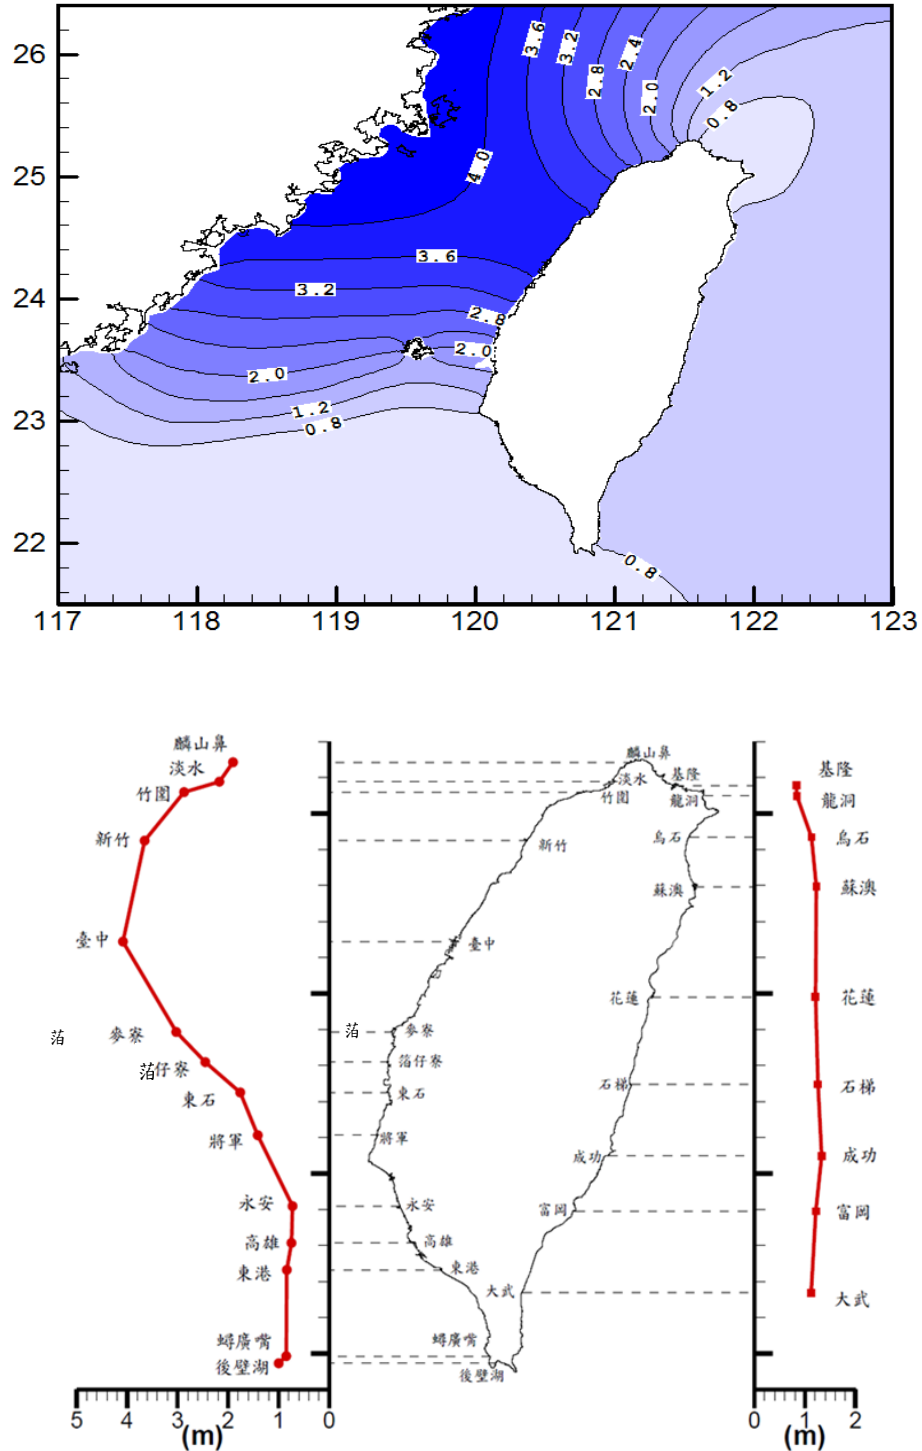 26
25
24
23
22
117 118 119 120 121 122 123
3.6
3.2
2.8
2.4
2.0
1.2
0.8
4.0
3.6
3.2
2.8
2.0
2.0
1.2
0.8
0.8
麟山鼻
淡水
竹圍
新竹
臺中
麥寮
箔
箔仔寮
東石
將軍
永安
高雄
東港
蟳廣嘴
後壁湖
5 4 3 2 1 0
(m)
麟山鼻
淡水
基隆
竹圍
龍洞
新竹
烏石
蘇澳
臺中
花蓮
箔
麥寮
箔仔寮
石梯
東石
將軍
成功
永安
富岡
高雄
東港
大武
蟳廣嘴
後壁湖
基隆
龍洞
烏石
蘇澳
花蓮
石梯
成功
富岡
大武
0 1 2
(m)